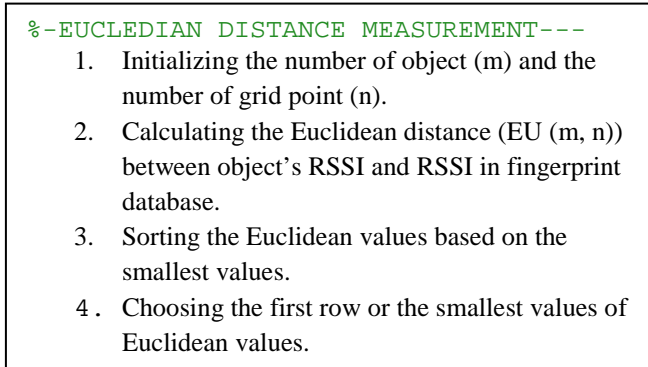 %-EUCLEDIAN DISTANCE MEASUREMENT---
1. Initializing the number of object (m) and the
number of grid point (n).
2. Calculating the Euclidean distance (EU (m, n))
between object's RSSI and RSSI in fingerprint
database.
3. Sorting the Euclidean values based on the
smallest values.
4. Choosing the first row or the smallest values of
Euclidean values.